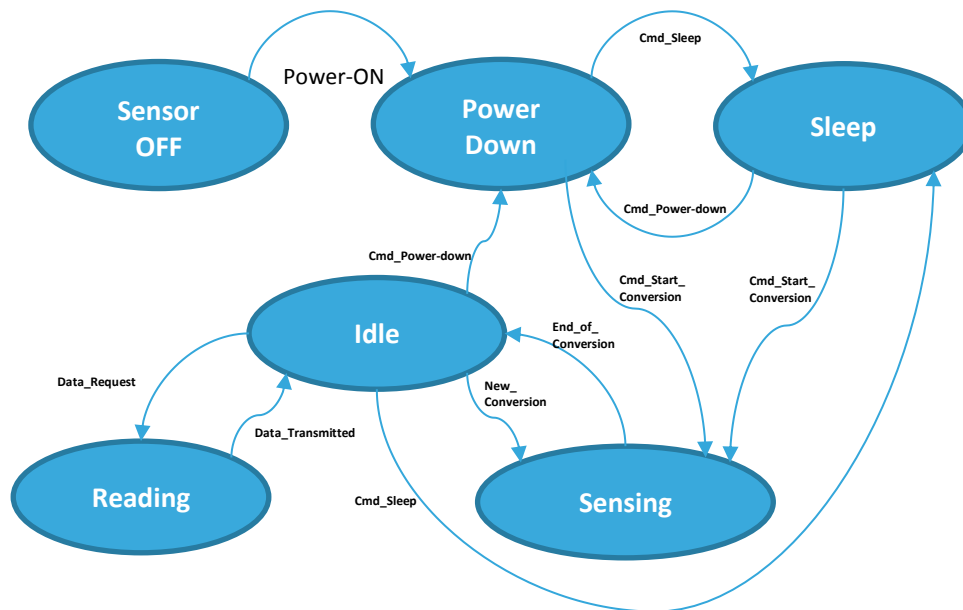 Cmd_Sleep
Power-ON
Sensor
OFF
Power
Down
Sleep
Cmd_Power-down
Cmd_Power-down
Cmd_Start_
Conversion
Cmd_Start_
Conversion
Idle
End_of_
Conversion
Data_Request
New_
Conversion
Data_Transmitted
Reading
Cmd_Sleep
Sensing